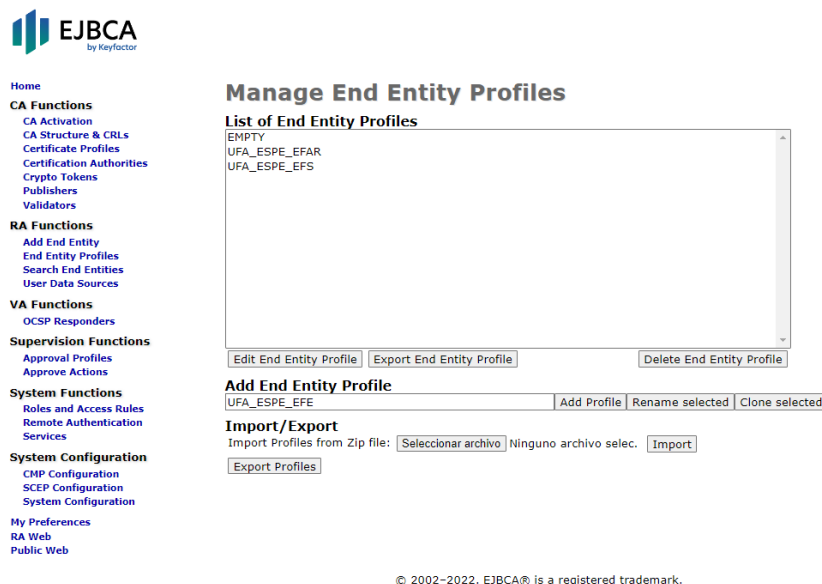 EJBCA
by Keyfactor
Home
CA Functions
CA Activation
CA Structure & CRLs
Certificate Profiles
Certification Authorities
Crypto Tokens
Publishers
Validators
RA Functions
Add End Entity
End Entity Profiles
Search End Entities
User Data Sources
VA Functions
OCSP Responders
Supervision Functions
Approval Profiles
Approve Actions
System Functions
Roles and Access Rules
Remote Authentication
Services
System Configuration
CMP Configuration
SCEP Configuration
System Configuration
My Preferences
RA Web
Public Web
Manage End Entity Profiles
List of End Entity Profiles
EMPTY
UFA_ESPE_EFAR
UFA_ESPE_EFS
Edit End Entity Profile Export End Entity Profile Delete End Entity Profile
Add End Entity Profile
UFA_ESPE_EFE Add Profile Rename selected Clone selected
Import/Export
Import Profiles from Zip file: Seleccionar archivo Ninguno archivo selec. Import
Export Profiles
© 2002–2022. EJBCA® is a registered trademark.